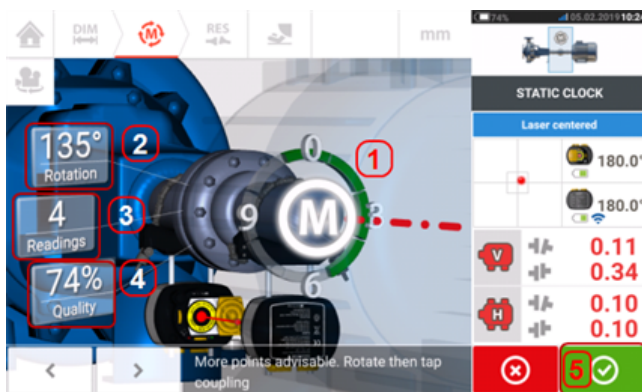 DIM
M
RES
mm
135°
Rotation
2
4
Readings
3
74%
Quality
4
0
1
9
M
3
6
More points advisable. Rotate then tap
coupling
74%
05.02.2019 10:24
STATIC CLOCK
Laser centered
180.0°
180.0°
V
0.11
0.34
H
0.10
0.10
5